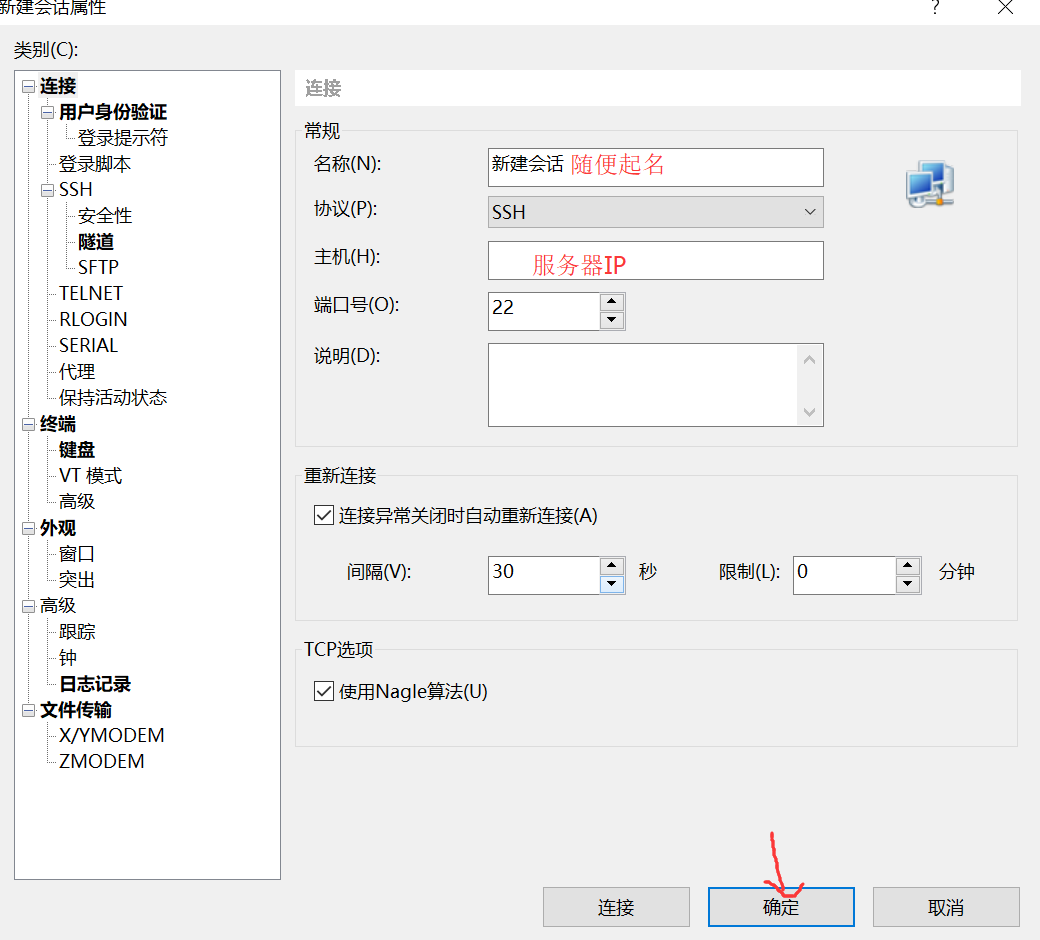 新建会话属性
?
类别(C):
连接
用户身份验证
登录提示符
登录脚本
SSH
安全性
隧道
SFTP
TELNET
RLOGIN
SERIAL
代理
保持活动状态
终端
键盘
VT 模式
高级
外观
窗口
突出
高级
跟踪
钟
日志记录
文件传输
X/YMODEM
ZMODEM
连接
常规
名称(N):
新建会话 随便起名
协议(P):
SSH
主机(H):
服务器IP
端口号(O):
22
说明(D):
重新连接
连接异常关闭时自动重新连接(A)
间隔(V):
30
秒
限制(L):
0
分钟
TCP选项
使用Nagle算法(U)
连接
确定
取消